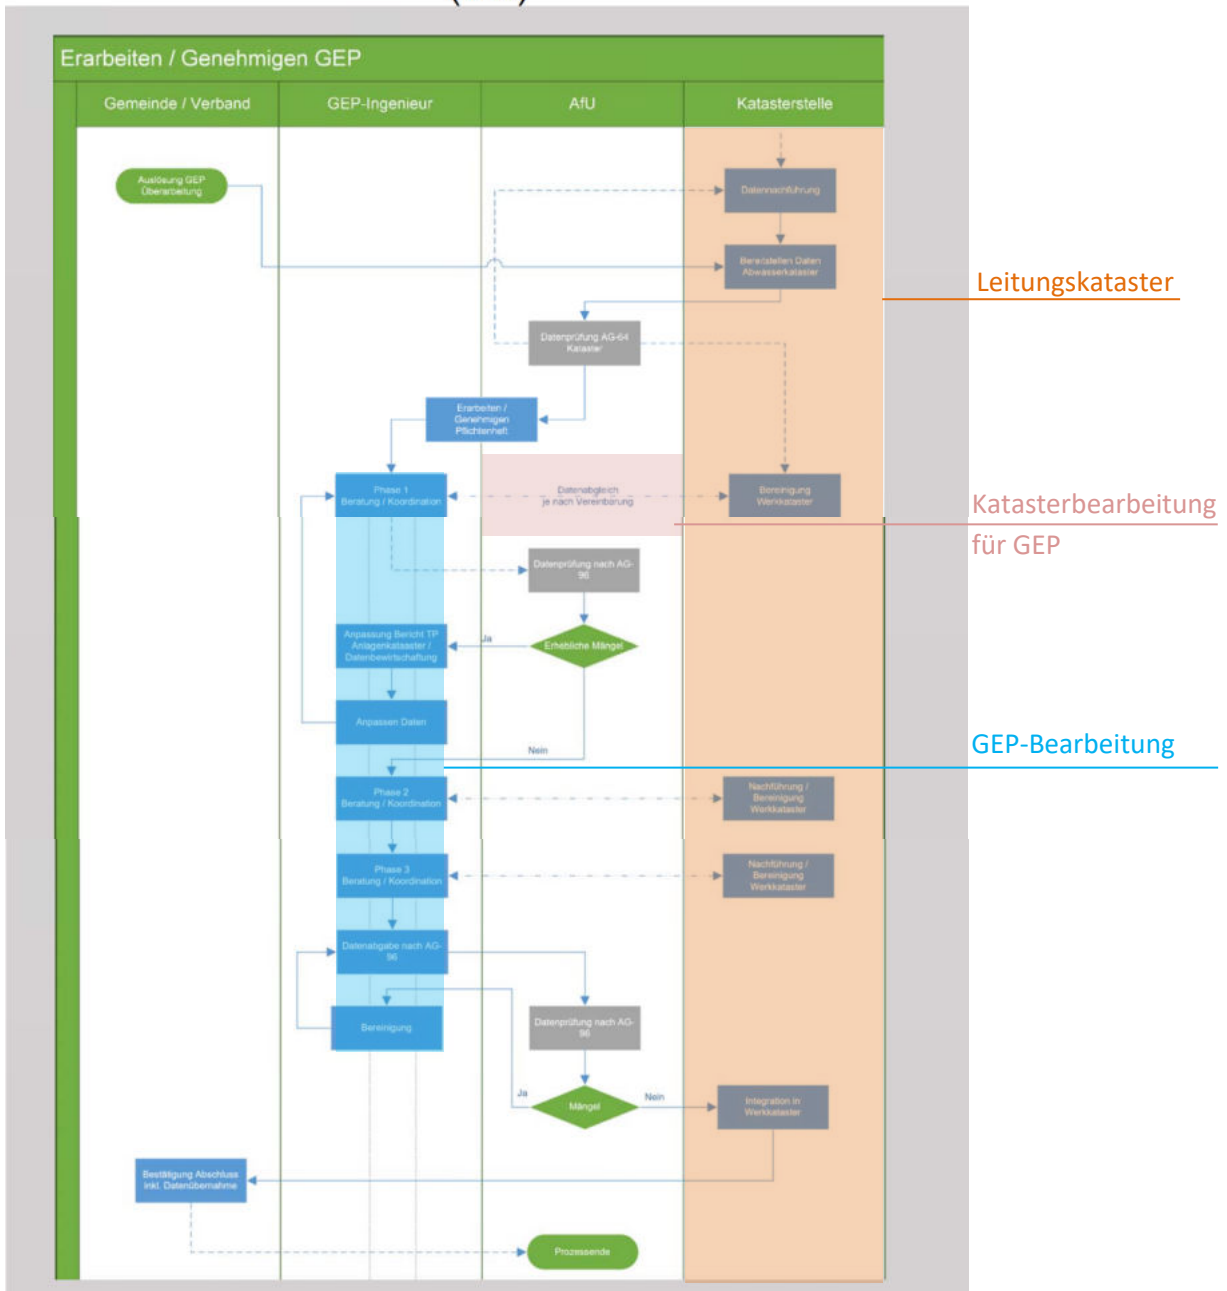 Erarbeiten / Genehmigen GEP
Gemeinde / Verband
GEP-Ingenieur
AfU
Katasterstelle
Auslösung GEP
Überarbeitung
Datennachführung
Bereitstellen Daten
Abwasserkataster
Leitungskataster
Datenprüfung AG-64
Kataster
Erarbeiten /
Genehmigen
Pflichtenheft
Phase 1
Beratung / Koordination
Datenabgleich
je nach Vereinbarung
Bereinigung
Werkkataster
Katasterbearbeitung
für GEP
Datenprüfung nach AG-
96
Anpassung Bericht TP
Anlagenkataaster /
Datenbewirtschaftung
Ja
Erhebliche Mängel
Anpassen Daten
Nein
GEP-Bearbeitung
Phase 2
Beratung / Koordination
Nachführung /
Bereinigung
Werkkataster
Phase 3
Beratung / Koordination
Nachführung /
Bereinigung
Werkkataster
Datenabgabe nach AG-
96
Bereinigung
Datenprüfung nach AG-
96
Ja
Mängel
Nein
Integration in
Werkkataster
Bestätigung Abschluss
inkl. Datenübernahme
Prozessende